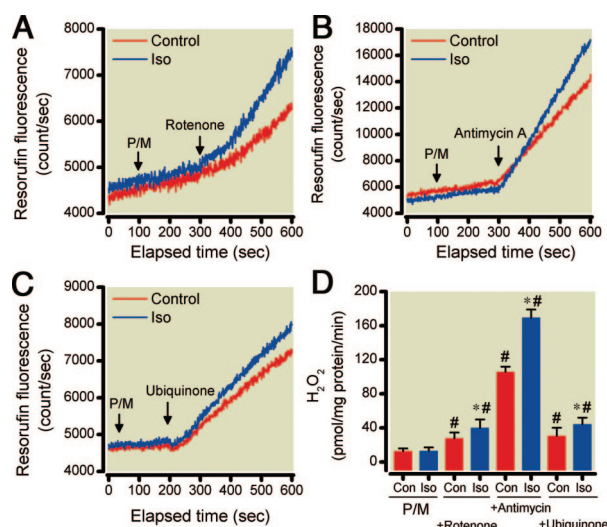 A
Control
Iso
P/M
Rotenone
Resorufin fluorescence
(count/sec)
8000
7000
6000
5000
4000
0 100 200 300 400 500 600
Elapsed time (sec)
B
Control
Iso
P/M
Antimycin A
Resorufin fluorescence
(count/sec)
18000
16000
14000
12000
10000
8000
6000
4000
0 100 200 300 400 500 600
Elapsed time (sec)
C
Control
Iso
P/M
Ubiquinone
Resorufin fluorescence
(count/sec)
9000
8000
7000
6000
5000
4000
0 100 200 300 400 500 600
Elapsed time (sec)
D
H2O2
(pmol/mg protein/min)
200
160
120
80
40
0
# *# # *# # *#
Con Iso Con Iso Con Iso Con Iso
P/M +Rotenone +Antimycin +Ubiquinone